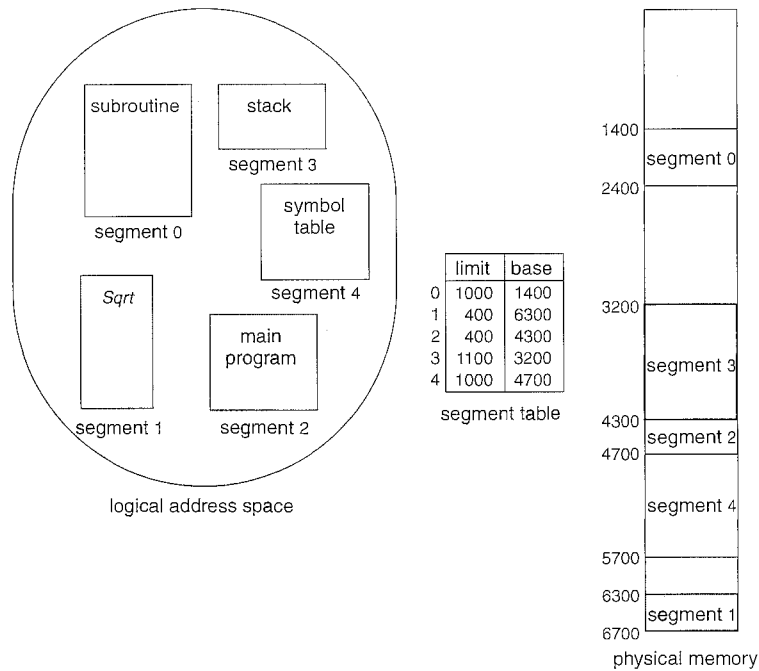 subroutine
segment 0
stack
segment 3
symbol
table
segment 4
Sqrt
segment 1
main
program
segment 2
logical address space
limit base
0 1000 1400
1 400 6300
2 400 4300
3 1100 3200
4 1000 4700
segment table
1400
segment 0
2400
3200
segment 3
4300
segment 2
4700
segment 4
5700
6300
segment 1
6700
physical memory